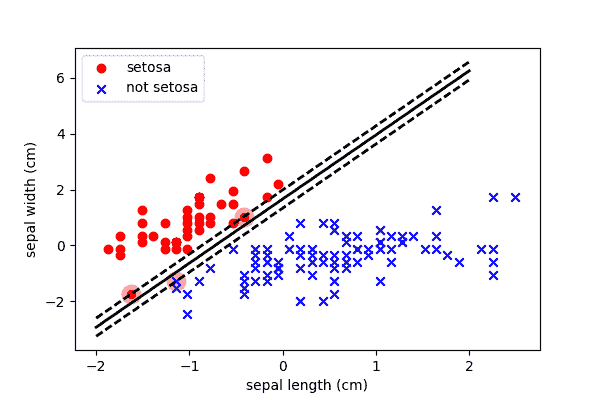 setosa
not setosa
6
4
2
0
−2
−2
−1
0
1
2
sepal width (cm)
sepal length (cm)